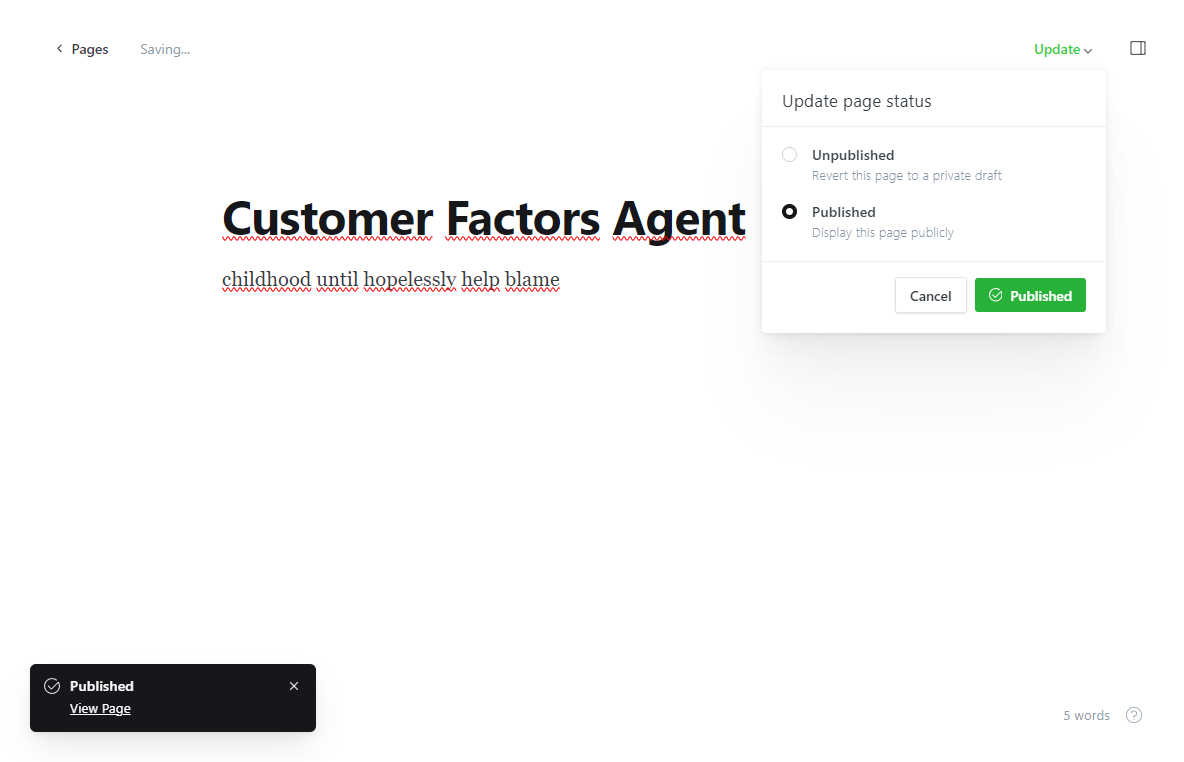 Pages
Saving...
Update
Update page status
Unpublished
Revert this page to a private draft
Published
Display this page publicly
Cancel
Published
Customer Factors Agent
childhood until hopelessly help blame
Published
View Page
5 words